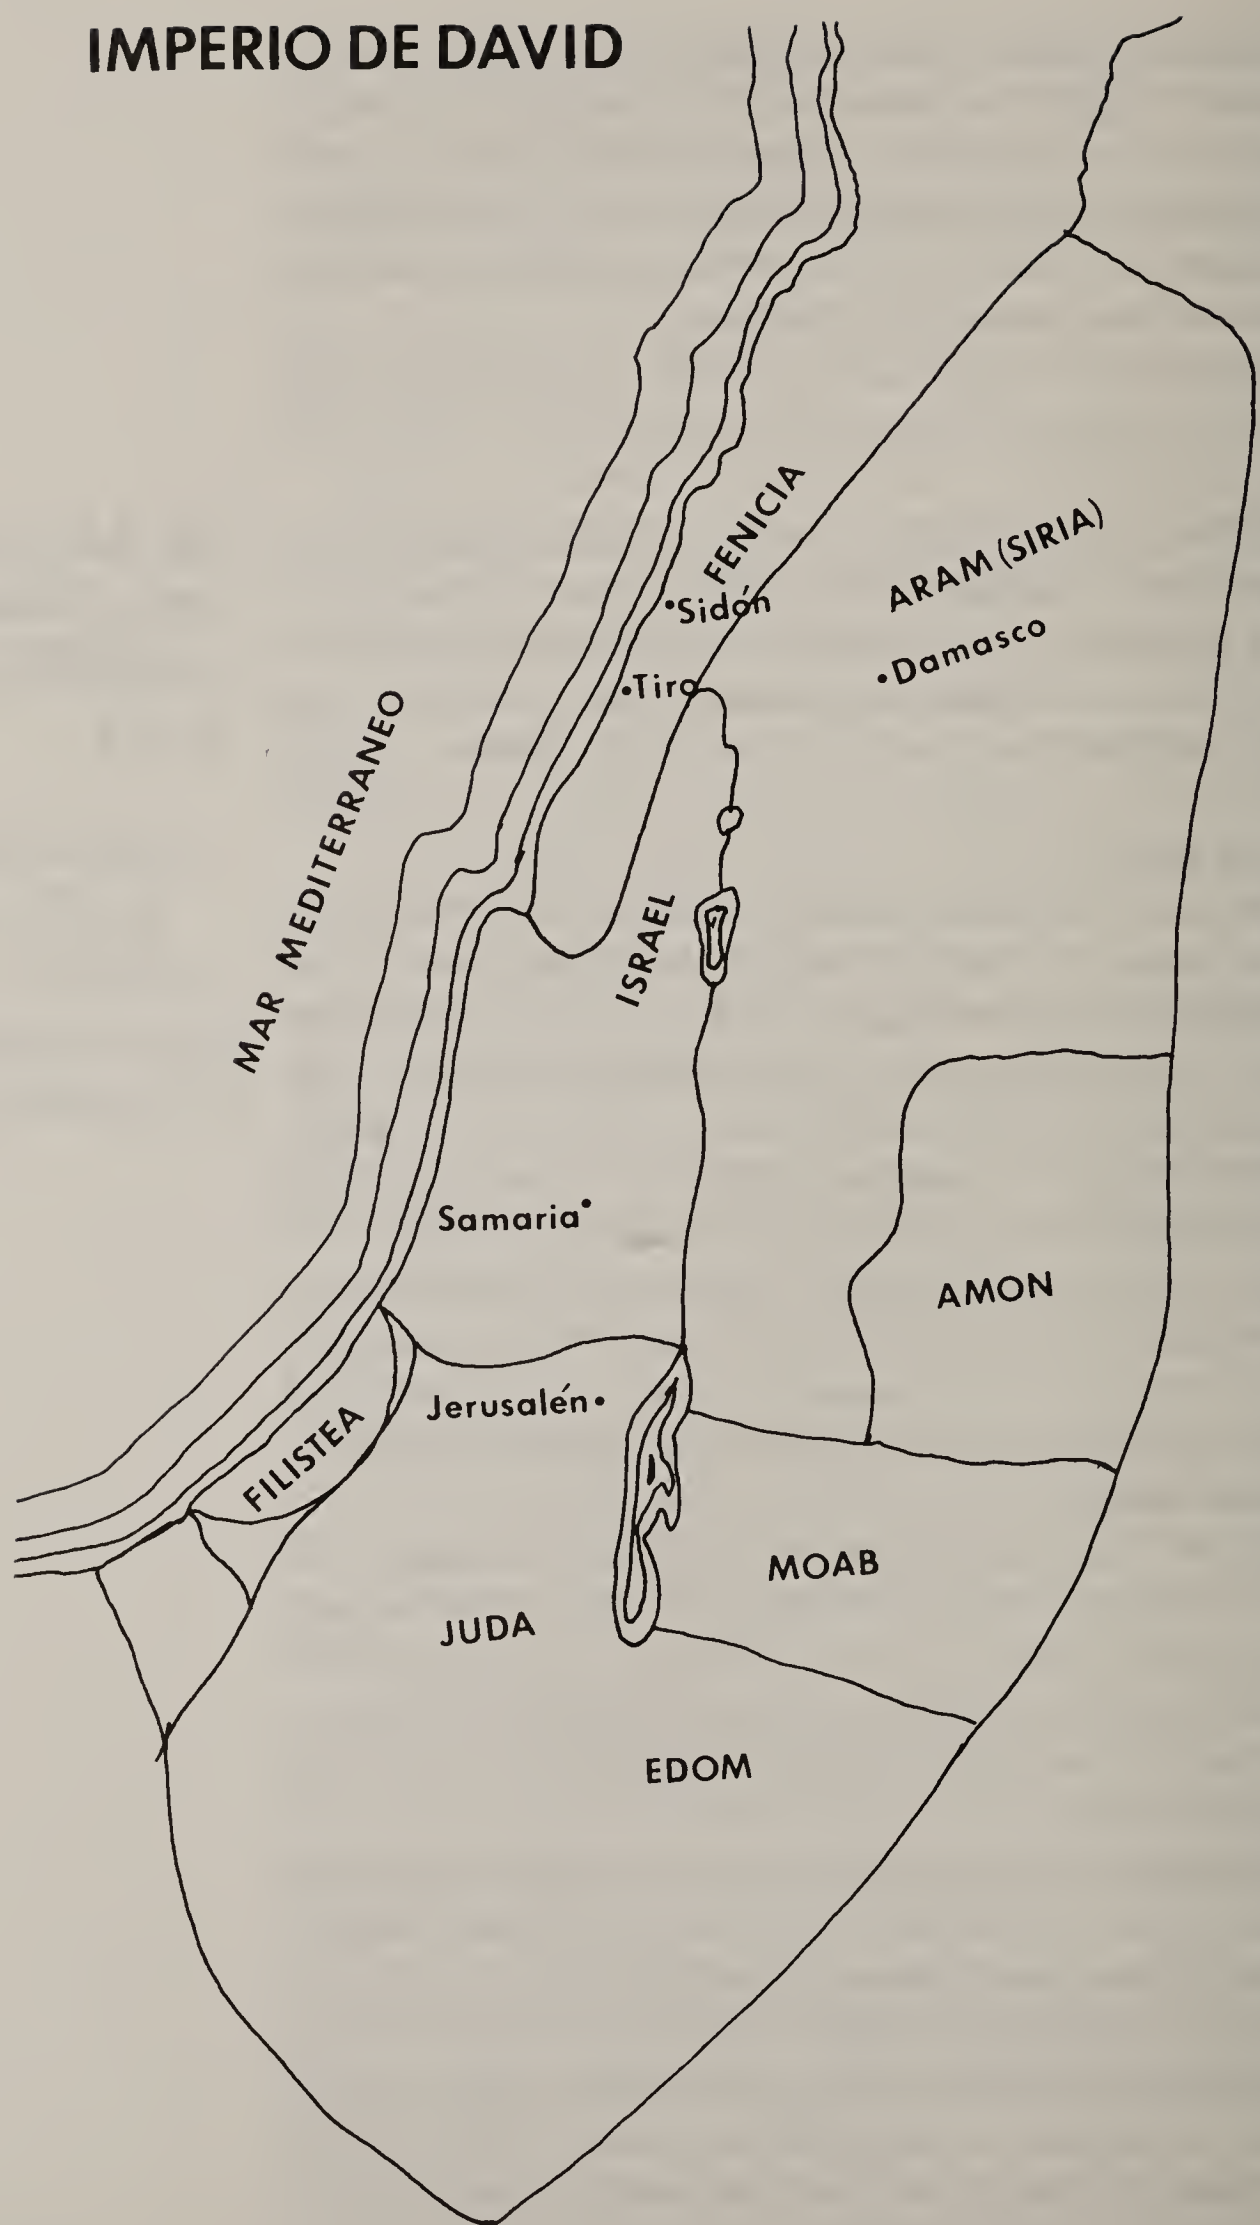 IMPERIO DE DAVID
FENICIA
ARAM (SIRIA)
•Sidón
•Damasco
•Tiro
MAR MEDITERRANEO
ISRAEL
Samaria•
AMON
Jerusalén•
FILISTEA
MOAB
JUDA
EDOM